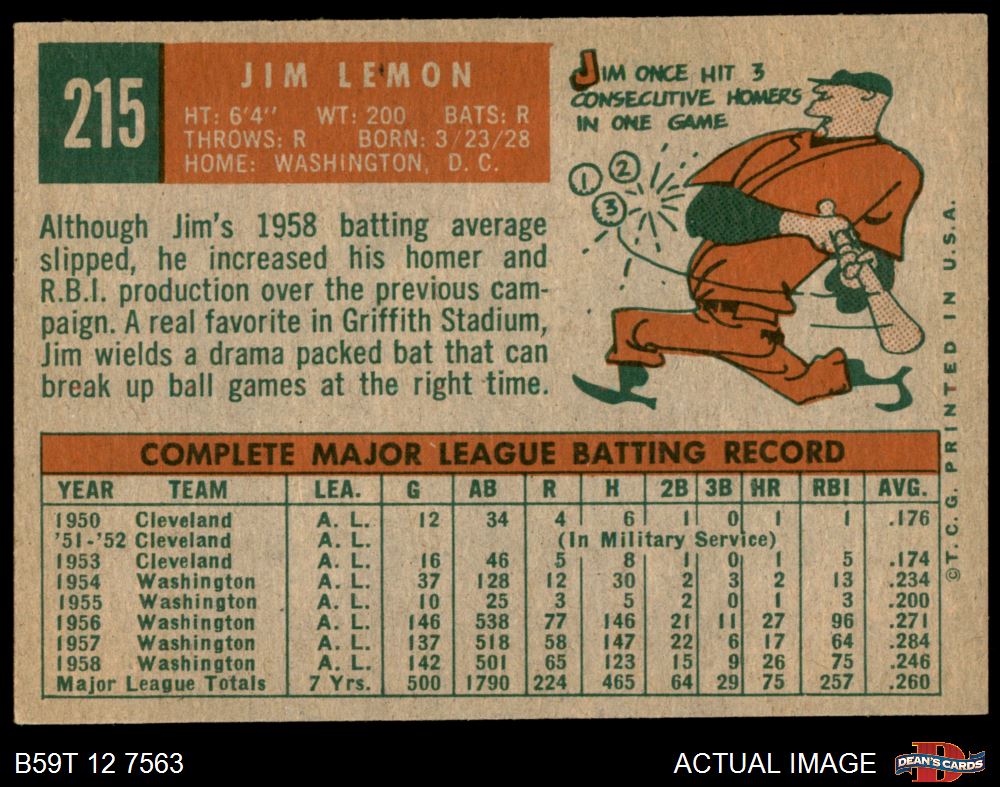 215
JIM LEMON
HT: 6'4" WT: 200 BATS: R
THROWS: R BORN: 3/23/28
HOME: WASHINGTON, D. C.
JIM ONCE HIT 3
CONSECUTIVE HOMERS
IN ONE GAME
1 2
3
Although Jim's 1958 batting average
slipped, he increased his homer and
R.B.I. production over the previous cam-
paign. A real favorite in Griffith Stadium,
Jim wields a drama packed bat that can
break up ball games at the right time.
COMPLETE MAJOR LEAGUE BATTING RECORD
YEAR TEAM LEA. G AB R H 2B 3B HR RBI AVG.
1950 Cleveland A. L. 12 34 4 6 1 0 1 1 .176
'51-'52 Cleveland A. L. (In Military Service)
1953 Cleveland A. L. 16 46 5 8 1 0 1 5 .174
1954 Washington A. L. 37 128 12 30 2 3 2 13 .234
1955 Washington A. L. 10 25 3 5 2 0 1 3 .200
1956 Washington A. L. 146 538 77 146 21 11 27 96 .271
1957 Washington A. L. 137 518 58 147 22 6 17 64 .284
1958 Washington A. L. 142 501 65 123 15 9 26 75 .246
Major League Totals 7 Yrs. 500 1790 224 465 64 29 75 257 .260
©T. C. G. PRINTED IN U.S.A.
B59T 12 7563
ACTUAL IMAGE
DEAN'S CARDS